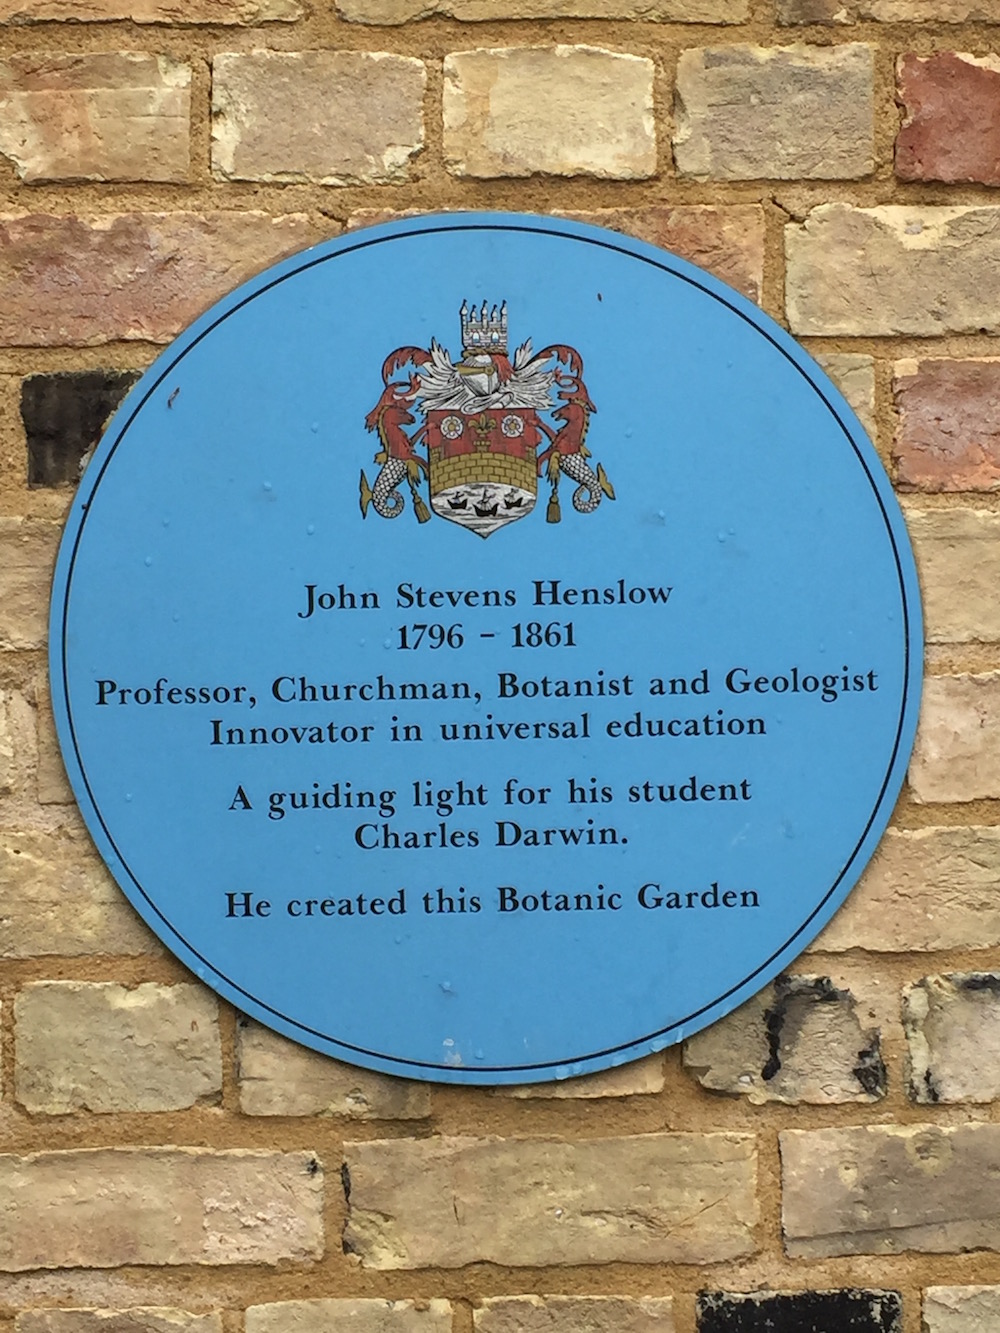 John Stevens Henslow
1796 - 1861
Professor, Churchman, Botanist and Geologist
Innovator in universal education
A guiding light for his student
Charles Darwin.
He created this Botanic Garden